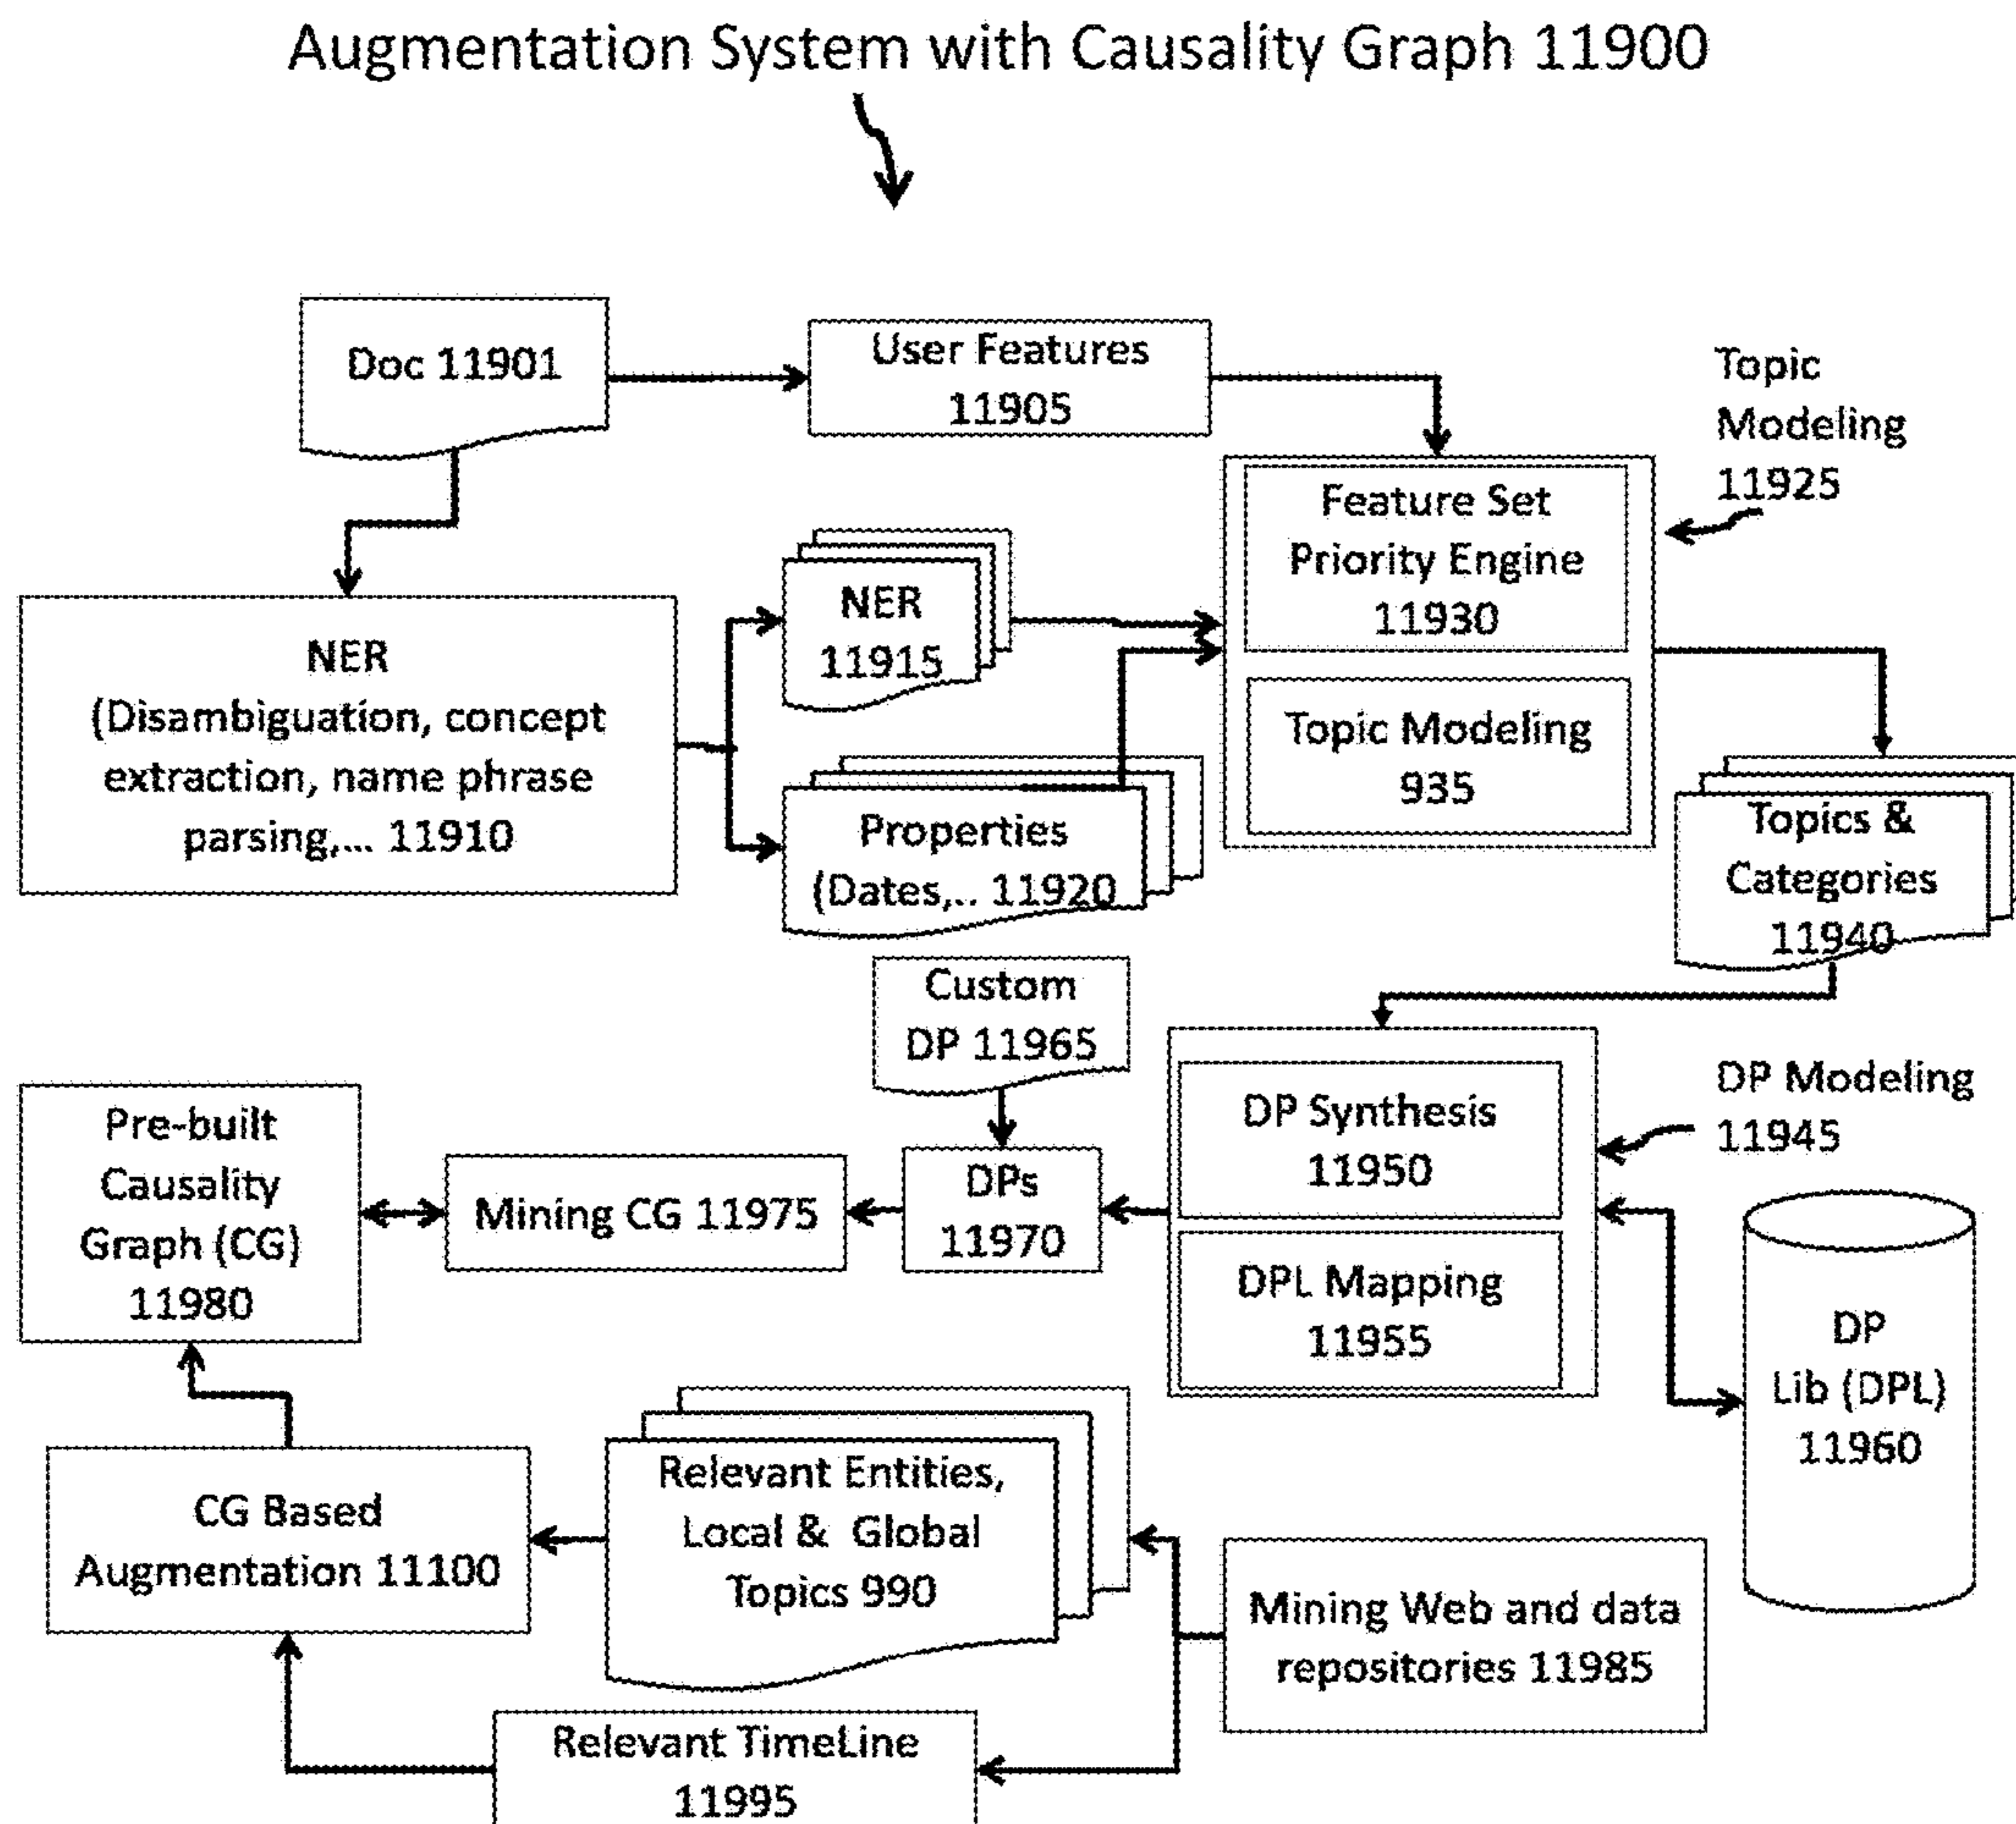 Augmentation System with Causality Graph 11900
Doc 11901
User Features
11905
Topic
Modeling
11925
Feature Set
Priority Engine
11930
NER
11915
NER
(Disambiguation, concept
extraction, name phrase
parsing,... 11910
Topic Modeling
935
Properties
(Dates,.. 11920
Topics &
Categories
11940
Custom
DP 11965
DP Modeling
11945
DP Synthesis
11950
Pre-built
Causality
Graph (CG)
11980
Mining CG 11975
DPs
11970
DPL Mapping
11955
DP
Lib (DPL)
11960
CG Based
Augmentation 11100
Relevant Entities,
Local & Global
Topics 990
Mining Web and data
repositories 11985
Relevant TimeLine
11995